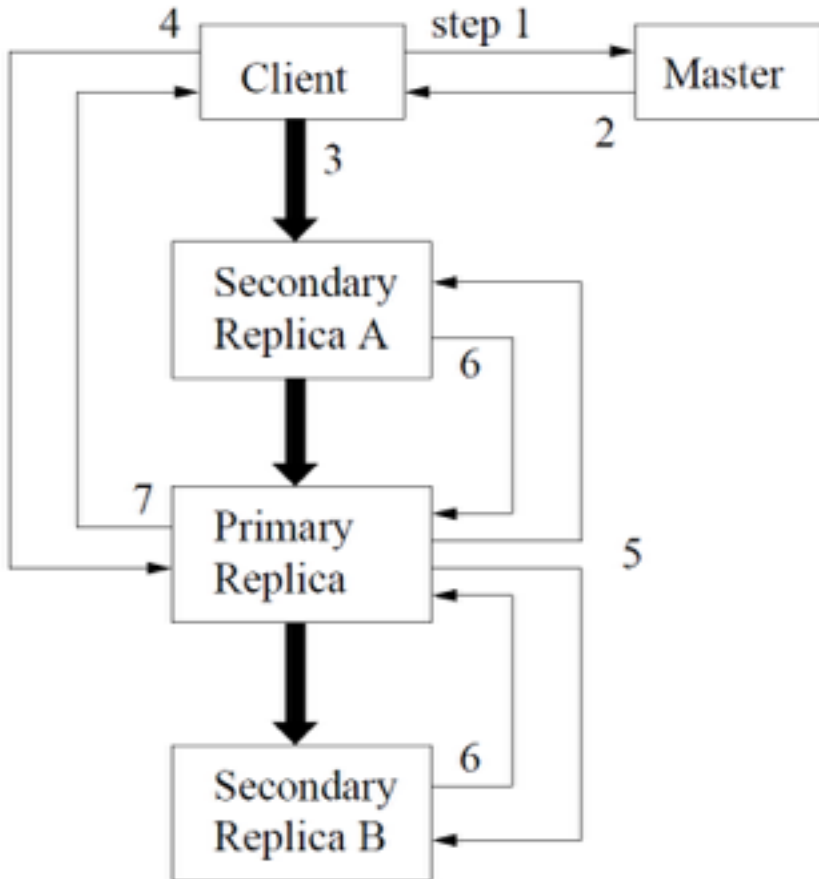 4
step 1
Client
Master
2
3
Secondary
Replica A
6
7
Primary
Replica
5
6
Secondary
Replica B